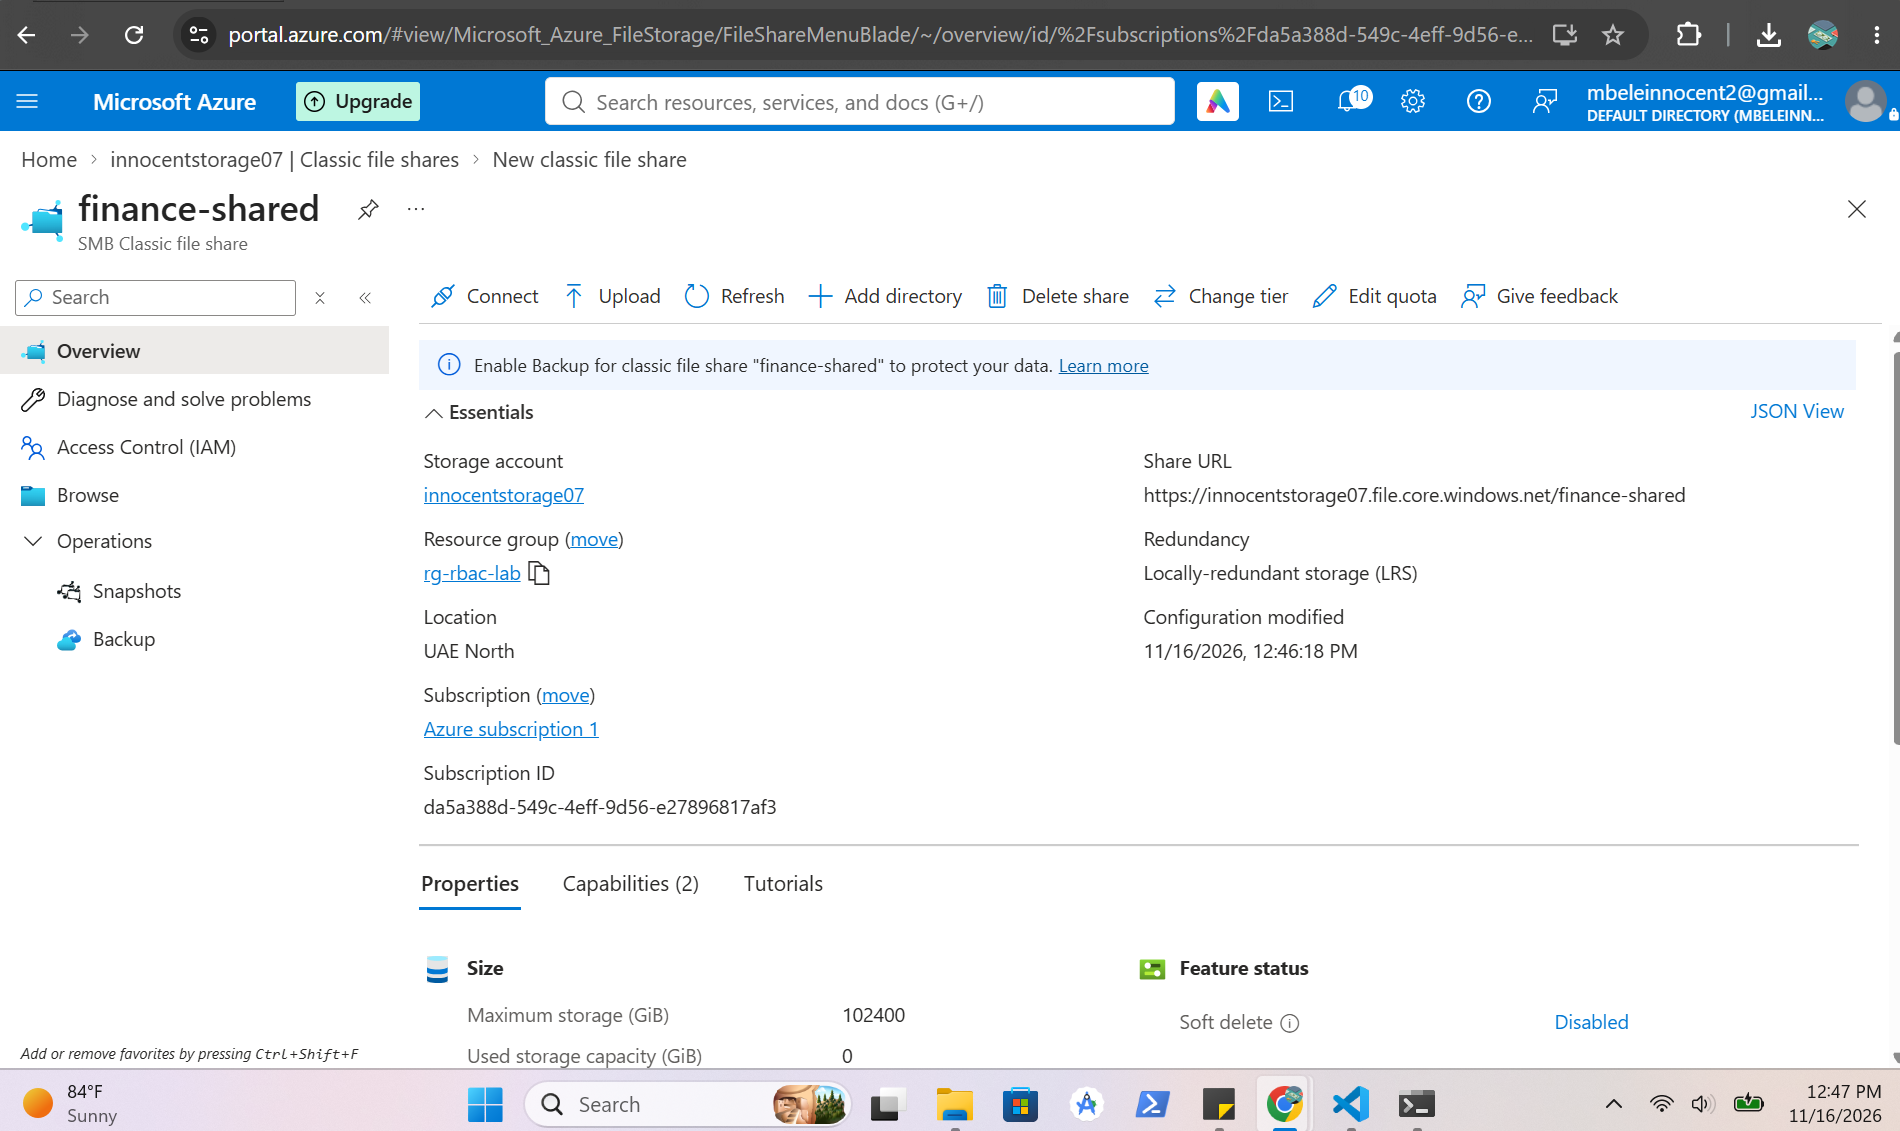 portal.azure.com/#view/Microsoft_Azure_FileStorage/FileShareMenuBlade/~/overview/id/%2Fsubscriptions%2Fda5a388d-549c-4eff-9d56-e...
Microsoft Azure
Upgrade
Search resources, services, and docs (G+/)
10
mbeleinnocent2@gmail...
DEFAULT DIRECTORY (MBELEINN...
Home > innocentstorage07 | Classic file shares > New classic file share
finance-shared
...
SMB Classic file share
Search
Connect
Upload
Refresh
Add directory
Delete share
Change tier
Edit quota
Give feedback
Overview
Diagnose and solve problems
Access Control (IAM)
Browse
Operations
Snapshots
Backup
Add or remove favorites by pressing Ctrl+Shift+F
Enable Backup for classic file share "finance-shared" to protect your data. Learn more
Essentials
JSON View
Storage account
innocentstorage07
Resource group (move)
rg-rbac-lab
Location
UAE North
Subscription (move)
Azure subscription 1
Subscription ID
da5a388d-549c-4eff-9d56-e27896817af3
Share URL
https://innocentstorage07.file.core.windows.net/finance-shared
Redundancy
Locally-redundant storage (LRS)
Configuration modified
11/16/2026, 12:46:18 PM
Properties
Capabilities (2)
Tutorials
Size
Maximum storage (GiB) 102400
Used storage capacity (GiB) 0
Feature status
Soft delete Disabled
84°F
Sunny
Search
12:47 PM
11/16/2026